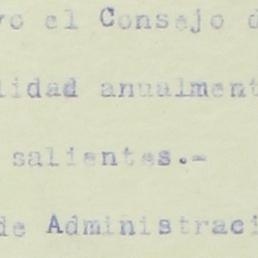 vo el Consejo d
lidad anualment
salientes.-
de Administraci